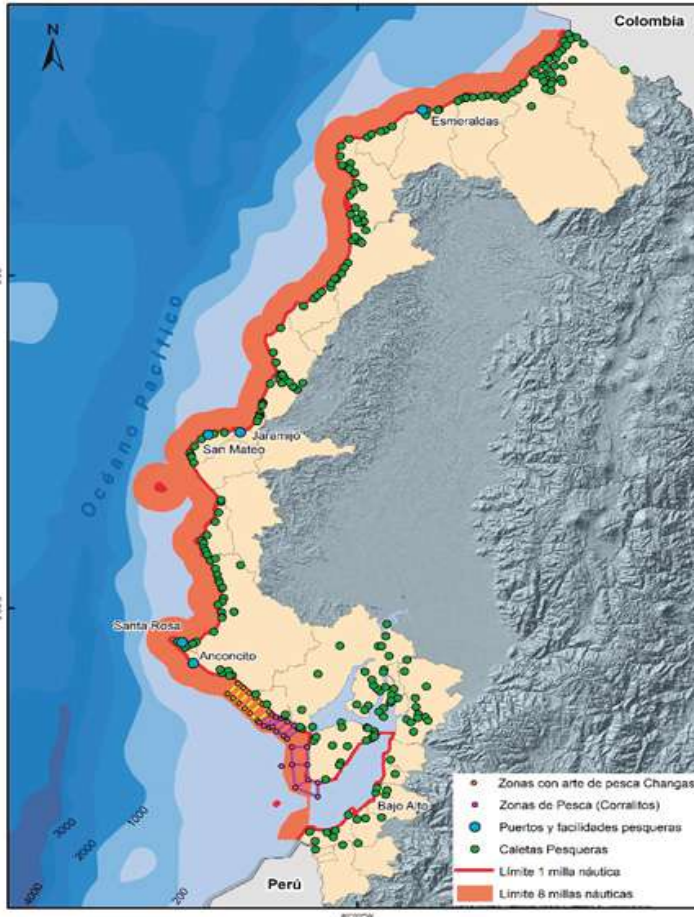 Colombia
N
Esmeraldas
Océano pacífico
Jaramijo
San Mateo
Santa Rosa
Anconcito
Bajo Alto
Perú
3000
2000
1000
4000
200
Zonas con arte de pesca Changas
Zonas de Pesca (Corralitos)
Puertos y facilidades pesqueras
Caletas Pesqueras
Límite 1 milla náutica
Límite 8 millas náuticas